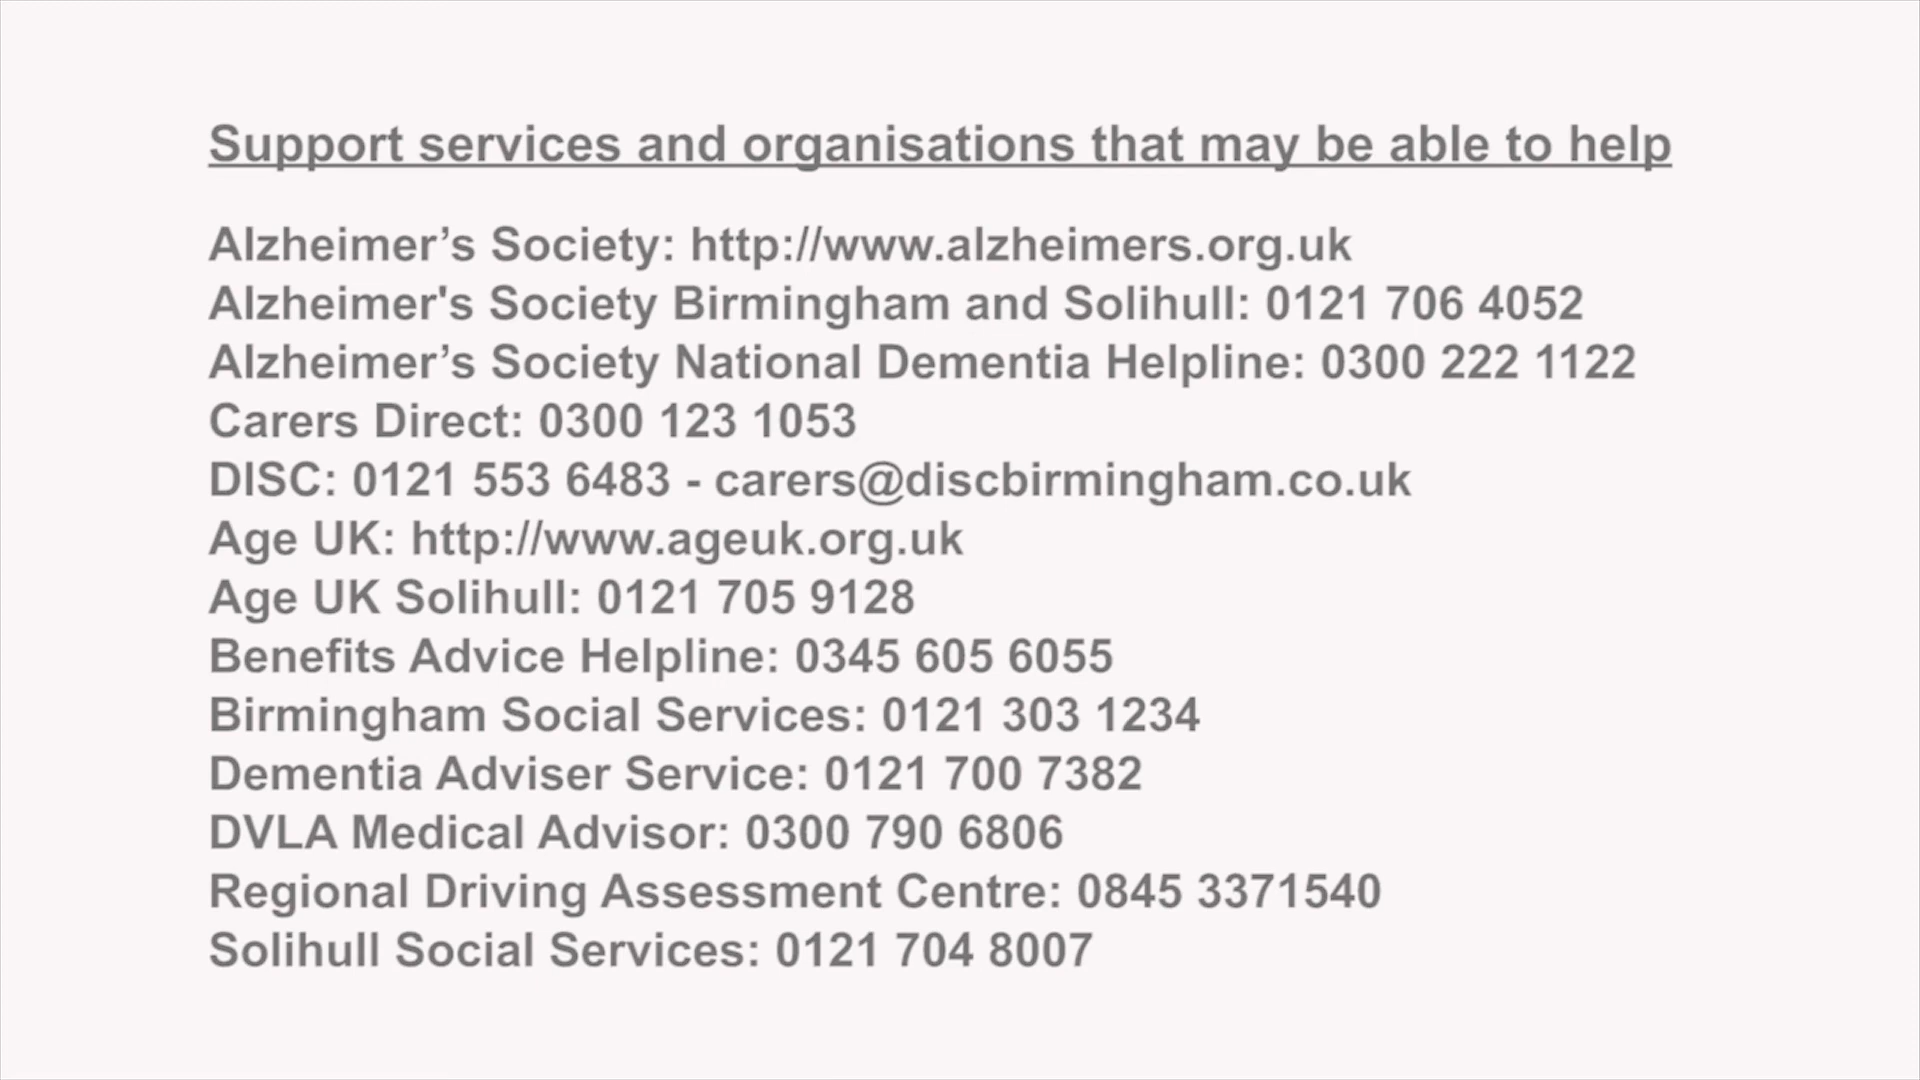 Support services and organisations that may be able to help
Alzheimer’s Society: http://www.alzheimers.org.uk
Alzheimer's Society Birmingham and Solihull: 0121 706 4052
Alzheimer’s Society National Dementia Helpline: 0300 222 1122
Carers Direct: 0300 123 1053
DISC: 0121 553 6483 - carers@discbirmingham.co.uk
Age UK: http://www.ageuk.org.uk
Age UK Solihull: 0121 705 9128
Benefits Advice Helpline: 0345 605 6055
Birmingham Social Services: 0121 303 1234
Dementia Adviser Service: 0121 700 7382
DVLA Medical Advisor: 0300 790 6806
Regional Driving Assessment Centre: 0845 3371540
Solihull Social Services: 0121 704 8007